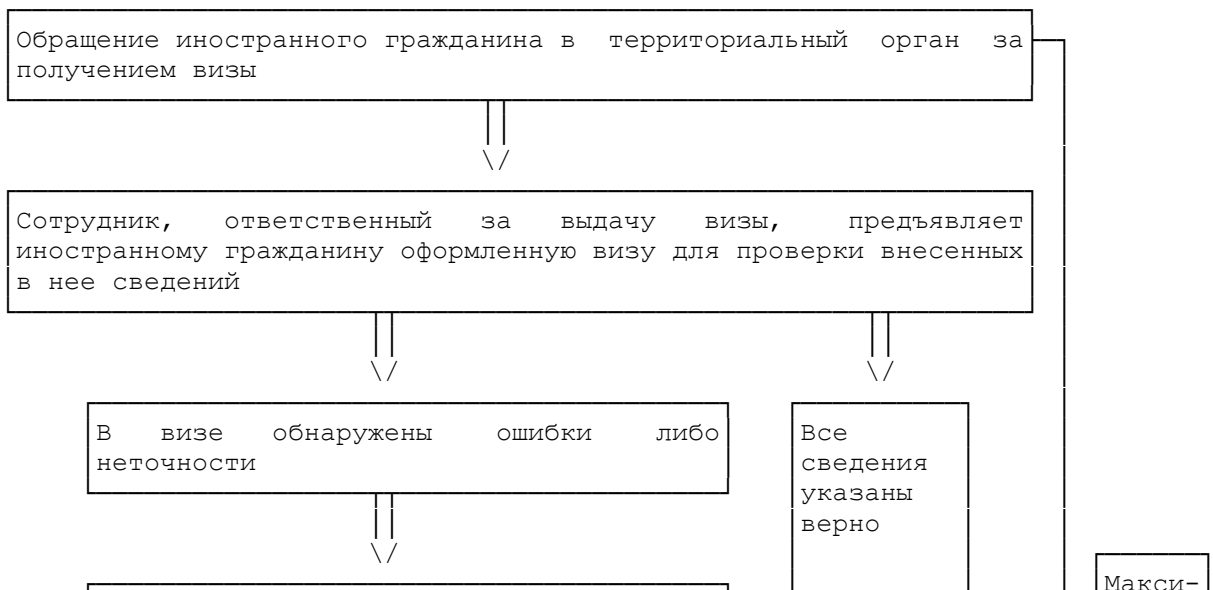 Обращение иностранного гражданина в территориальный орган за
получением визы
Сотрудник, ответственный за выдачу визы, предъявляет
иностранному гражданину оформленную визу для проверки внесенных
в нее сведений
В визе обнаружены ошибки либо
неточности
Все
сведения
указаны
верно
Макси-